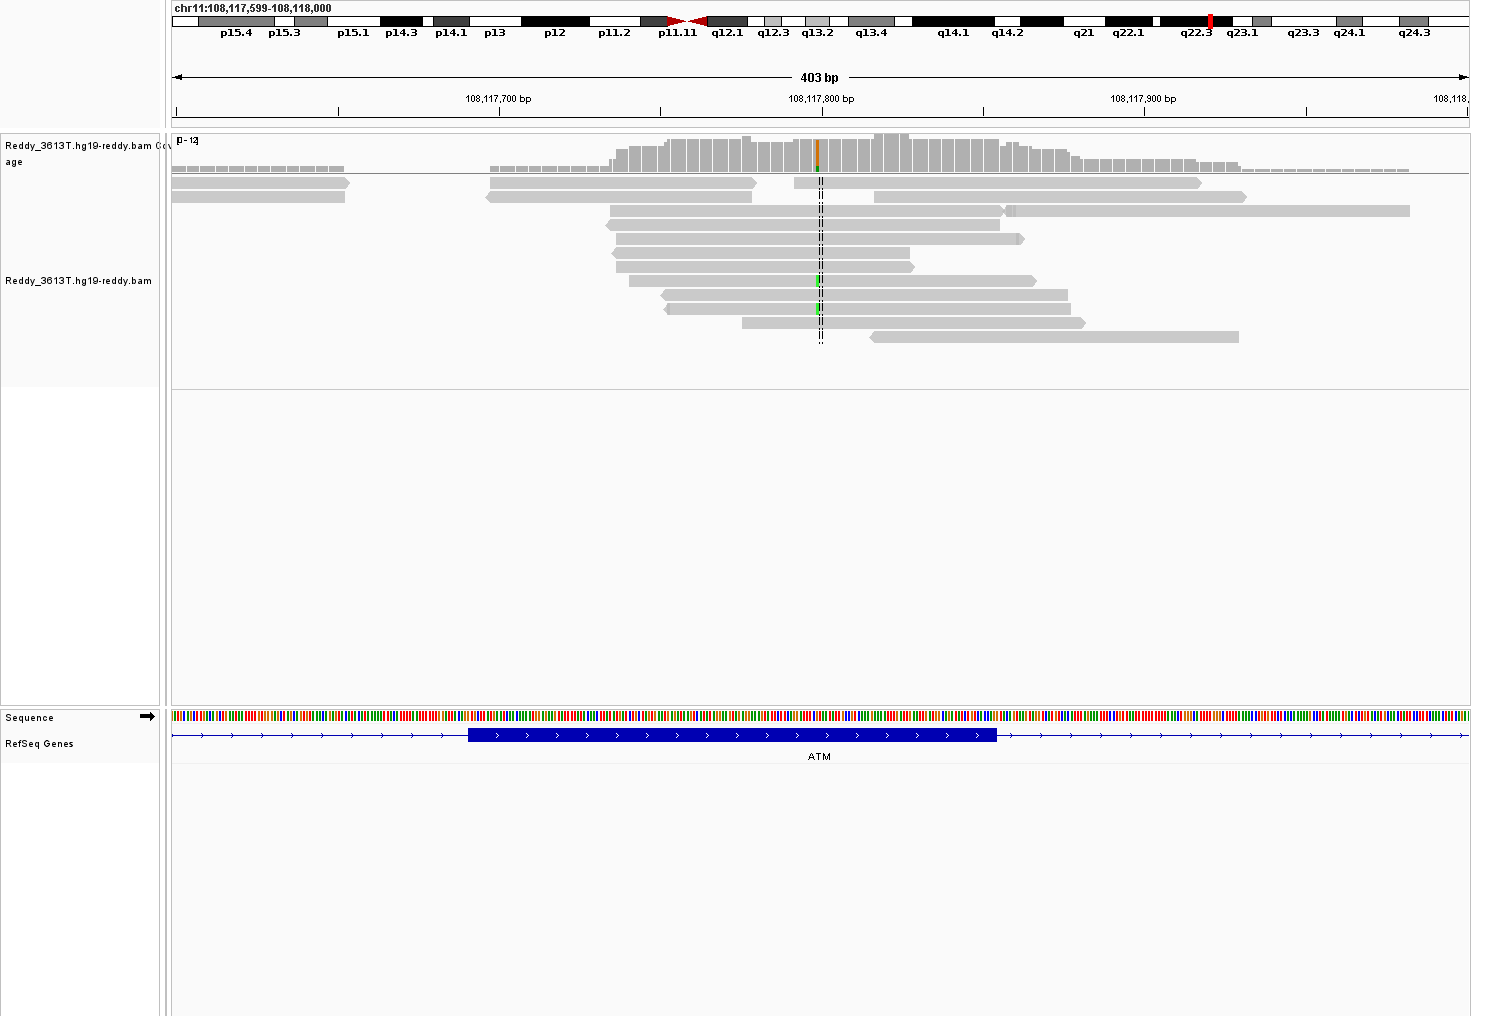 chr11:108,117,599-108,118,000
p15.4 p15.3 p15.1 p14.3 p14.1 p13 p12 p11.2 p11.11 q12.1 q12.3 q13.2 q13.4 q14.1 q14.2 q21 q22.1 q22.3 q23.1 q23.3 q24.1 q24.3
403 bp
108,117,700 bp 108,117,800 bp 108,117,900 bp 108,118,
Reddy_3613T.hg19-reddy.bam Cov
age
[0 - 12]
Reddy_3613T.hg19-reddy.bam
Sequence
RefSeq Genes
ATM